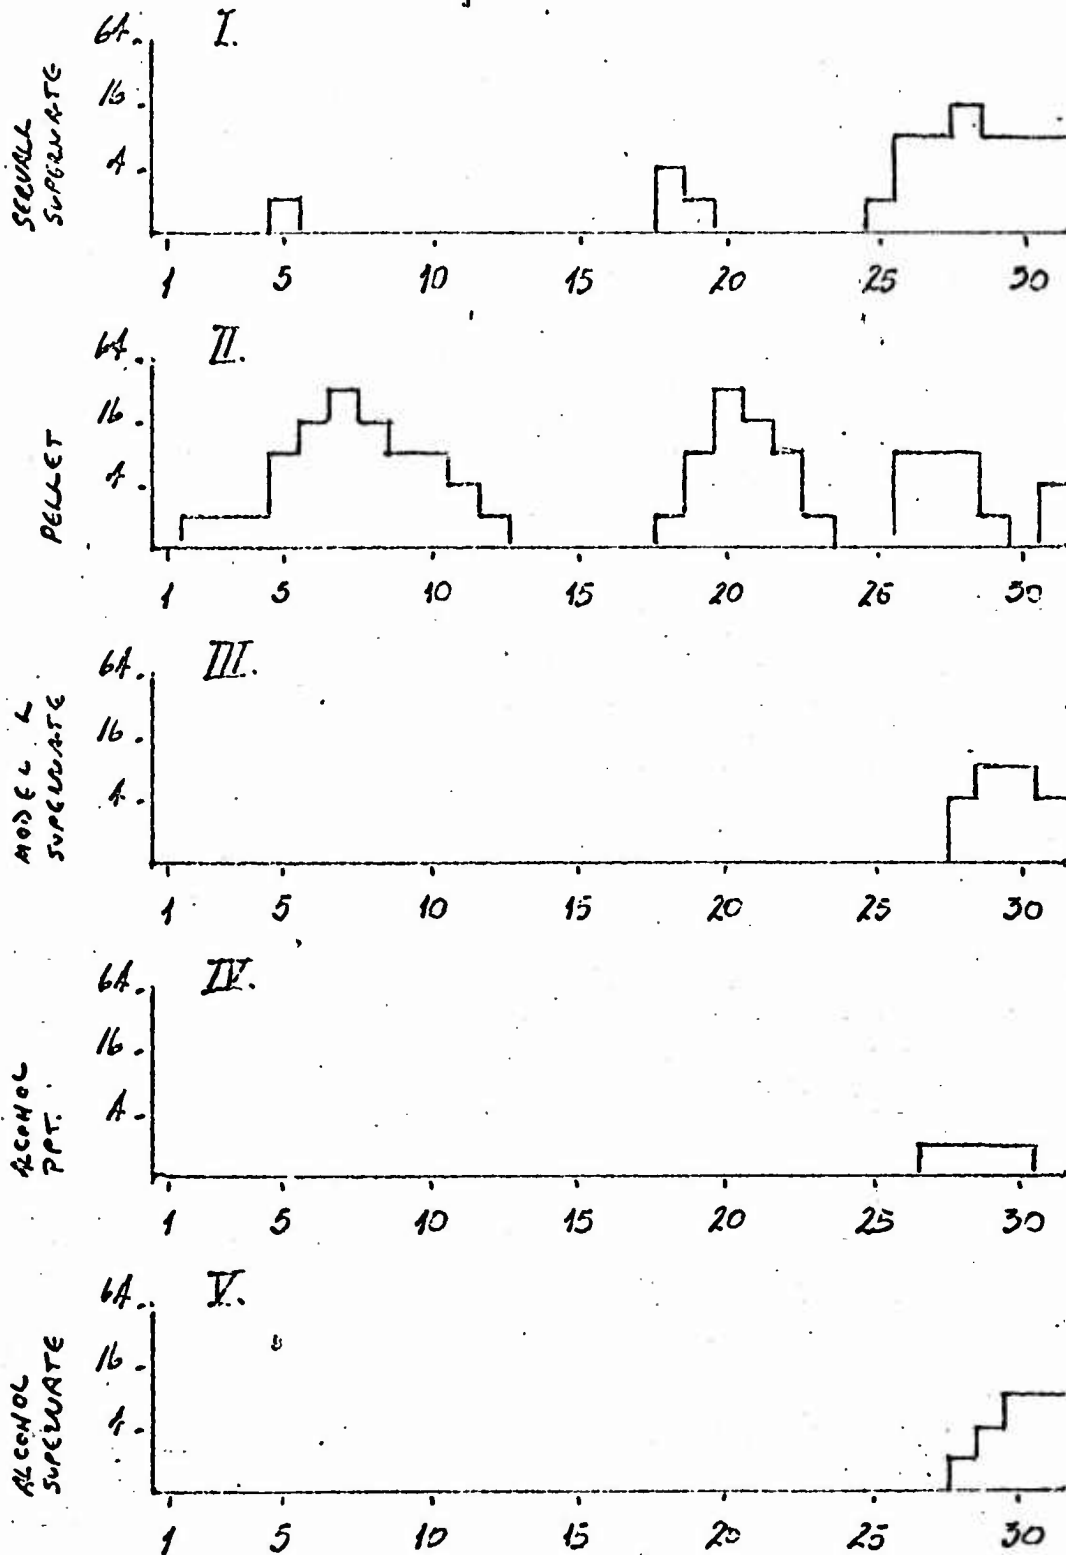 I.
SERVALL
SUPERNATE
64
16
4
1 5 10 15 20 25 30
II.
PELLET
64
16
4
1 5 10 15 20 26 30
III.
MODEL L
SUPERNATE
64
16
4
1 5 10 15 20 25 30
IV.
ALCOHOL
PPT.
64
16
4
1 5 10 15 20 25 30
V.
ALCOHOL
SUPERNATE
64
16
4
1 5 10 15 20 25 30